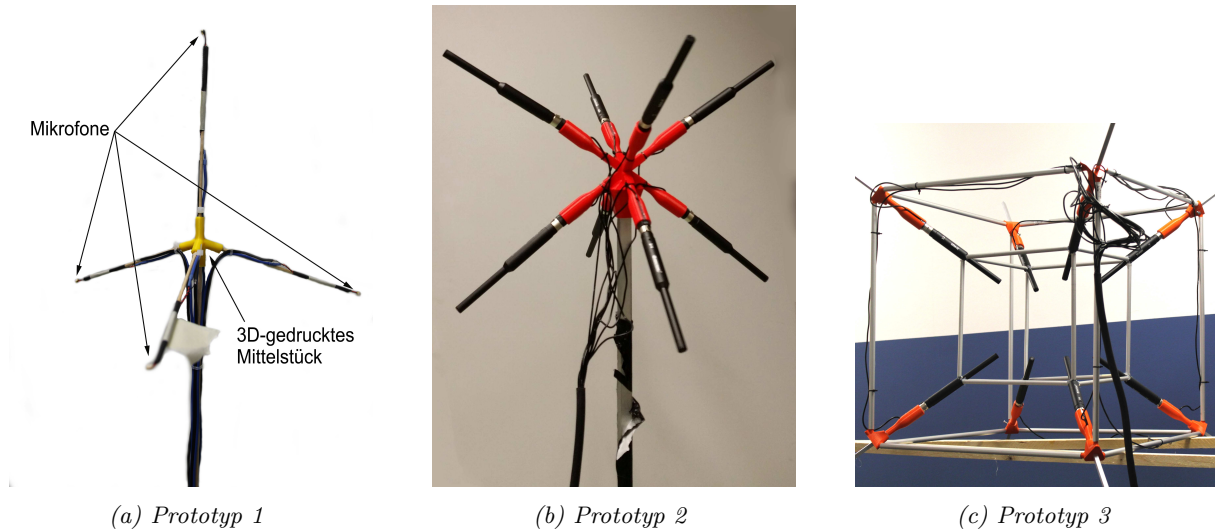 Mikrofone
3D-gedrucktes
Mittelstück
(a) Prototyp 1
(b) Prototyp 2
(c) Prototyp 3